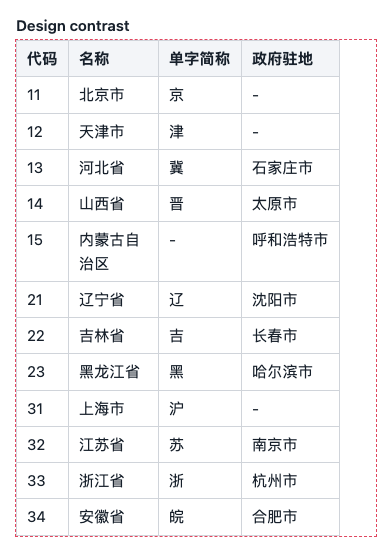 Design contrast
代码 名称 单字简称 政府驻地
11 北京市 京 -
12 天津市 津 -
13 河北省 冀 石家庄市
14 山西省 晋 太原市
15 内蒙古自 - 呼和浩特市
治区
21 辽宁省 辽 沈阳市
22 吉林省 吉 长春市
23 黑龙江省 黑 哈尔滨市
31 上海市 沪 -
32 江苏省 苏 南京市
33 浙江省 浙 杭州市
34 安徽省 皖 合肥市